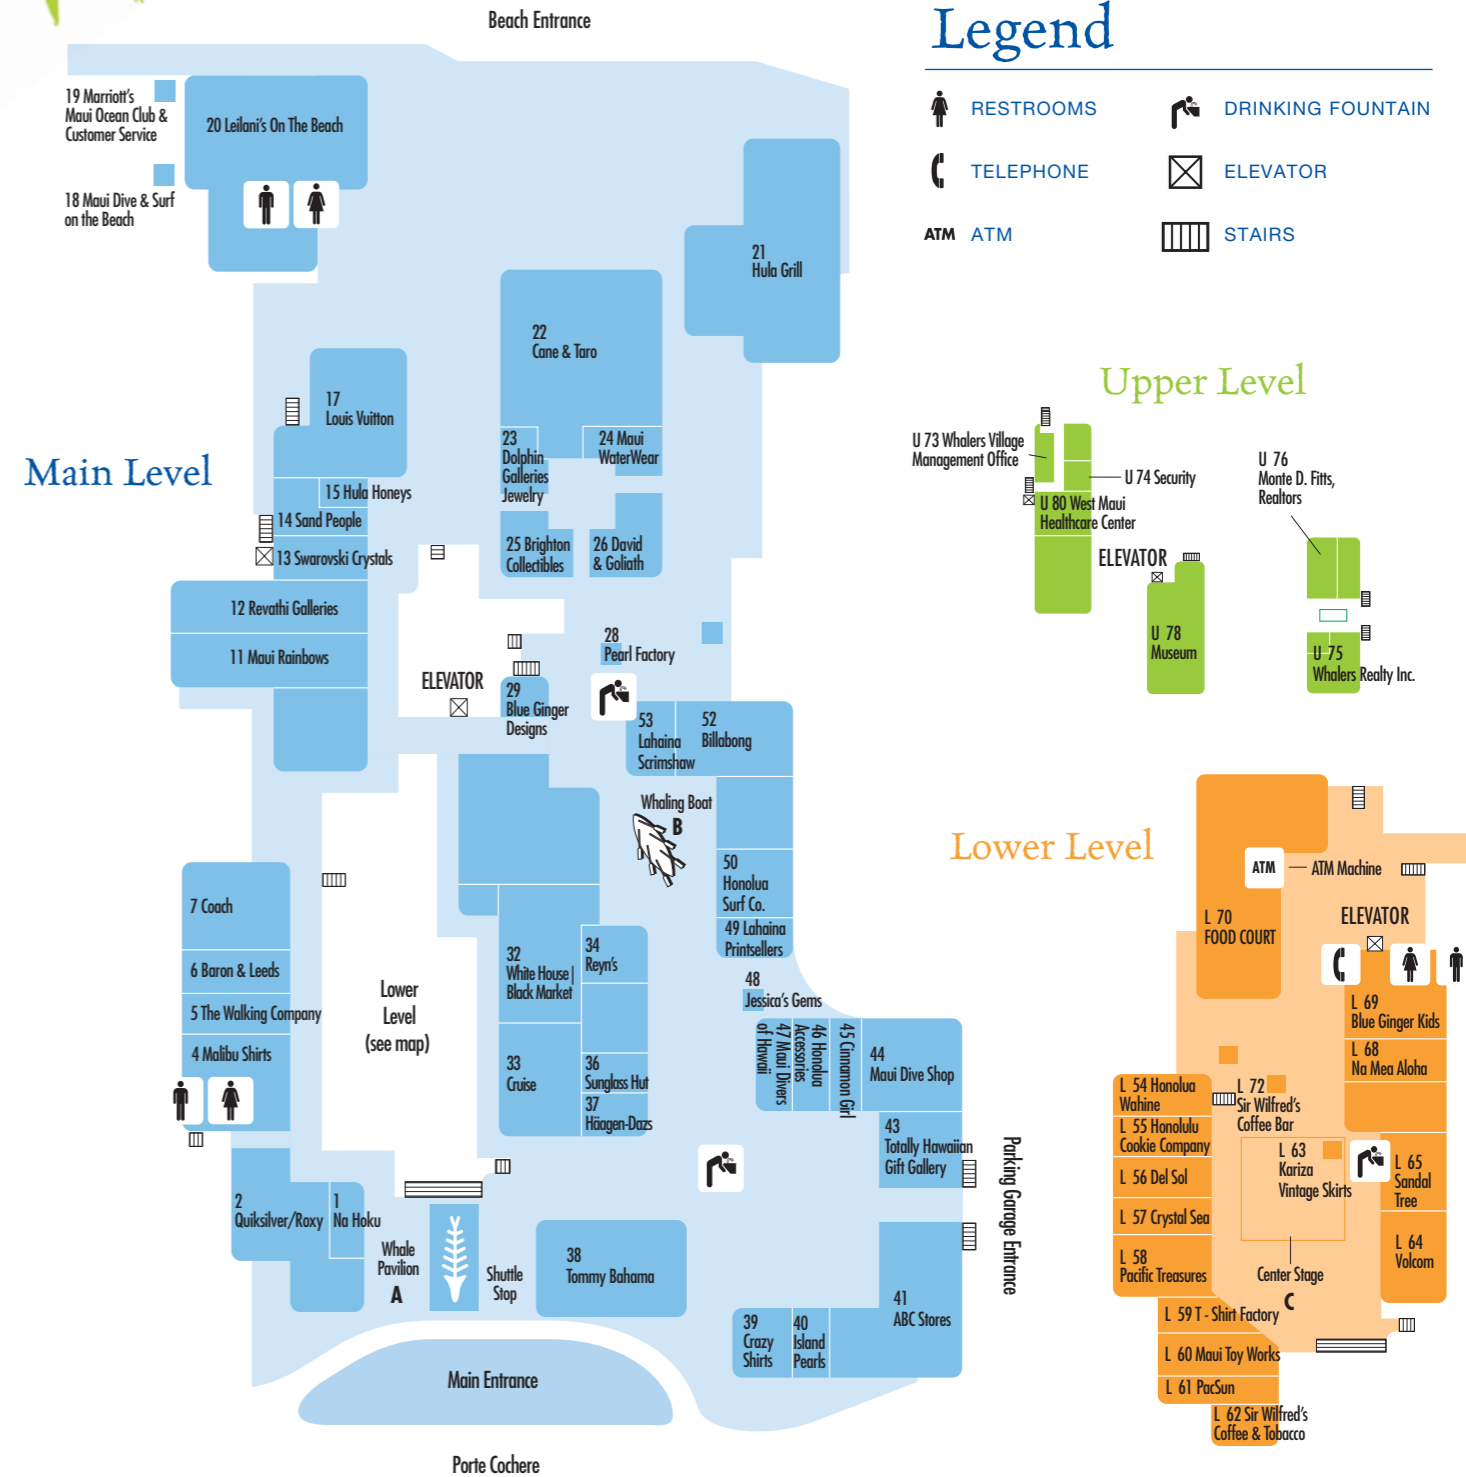 Beach Entrance
Legend
RESTROOMS
DRINKING FOUNTAIN
TELEPHONE
ELEVATOR
ATM ATM
STAIRS
Main Level
19 Marriott's
Maui Ocean Club &
Customer Service
20 Leilani's On The Beach
18 Maui Dive & Surf
on the Beach
21
Hula Grill
22
Cane & Taro
17
Louis Vuitton
23
Dolphin
Galleries
Jewelry
24 Maui
WaterWear
15 Hula Honeys
14 Sand People
13 Swarovski Crystals
25 Brighton
Collectibles
26 David
& Goliath
12 Revathi Galleries
11 Maui Rainbows
28
Pearl Factory
ELEVATOR
29
Blue Ginger
Designs
53
Lahaina
Scrimshaw
52
Billabong
Whaling Boat
B
50
Honolua
Surf Co.
49 Lahaina
Printsellers
7 Coach
6 Baron & Leeds
5 The Walking Company
4 Malibu Shirts
Lower
Level
(see map)
32
White House |
Black Market
34
Reyn's
33
Cruise
36
Sunglass Hut
37
Häagen-Dazs
48
Jessica's Gems
47 Maui Divers
of Hawaii
46 Honolua
Accessories
45 Cinnamon Girl
44
Maui Dive Shop
43
Totally Hawaiian
Gift Gallery
Parking Garage Entrance
2
Quiksilver/Roxy
1
Na Hoku
Whale
Pavilion
A
Shuttle
Stop
38
Tommy Bahama
39
Crazy
Shirts
40
Island
Pearls
41
ABC Stores
Main Entrance
Porte Cochere
Upper Level
U 73 Whalers Village
Management Office
U 74 Security
U 76
Monte D. Fitts,
Realtors
U 80 West Maui
Healthcare Center
ELEVATOR
U 78
Museum
U 75
Whalers Realty Inc.
Lower Level
ATM
ATM Machine
L 70
FOOD COURT
ELEVATOR
L 69
Blue Ginger Kids
L 68
Na Mea Aloha
L 54 Honolua
Wahine
L 72
Sir Wilfred's
Coffee Bar
L 55 Honolulu
Cookie Company
L 63
Kariza
Vintage Skirts
L 65
Sandal
Tree
L 56 Del Sol
L 57 Crystal Sea
L 58
Pacific Treasures
L 64
Volcom
Center Stage
C
L 59 T - Shirt Factory
L 60 Maui Toy Works
L 61 PacSun
L 62 Sir Wilfred's
Coffee & Tobacco